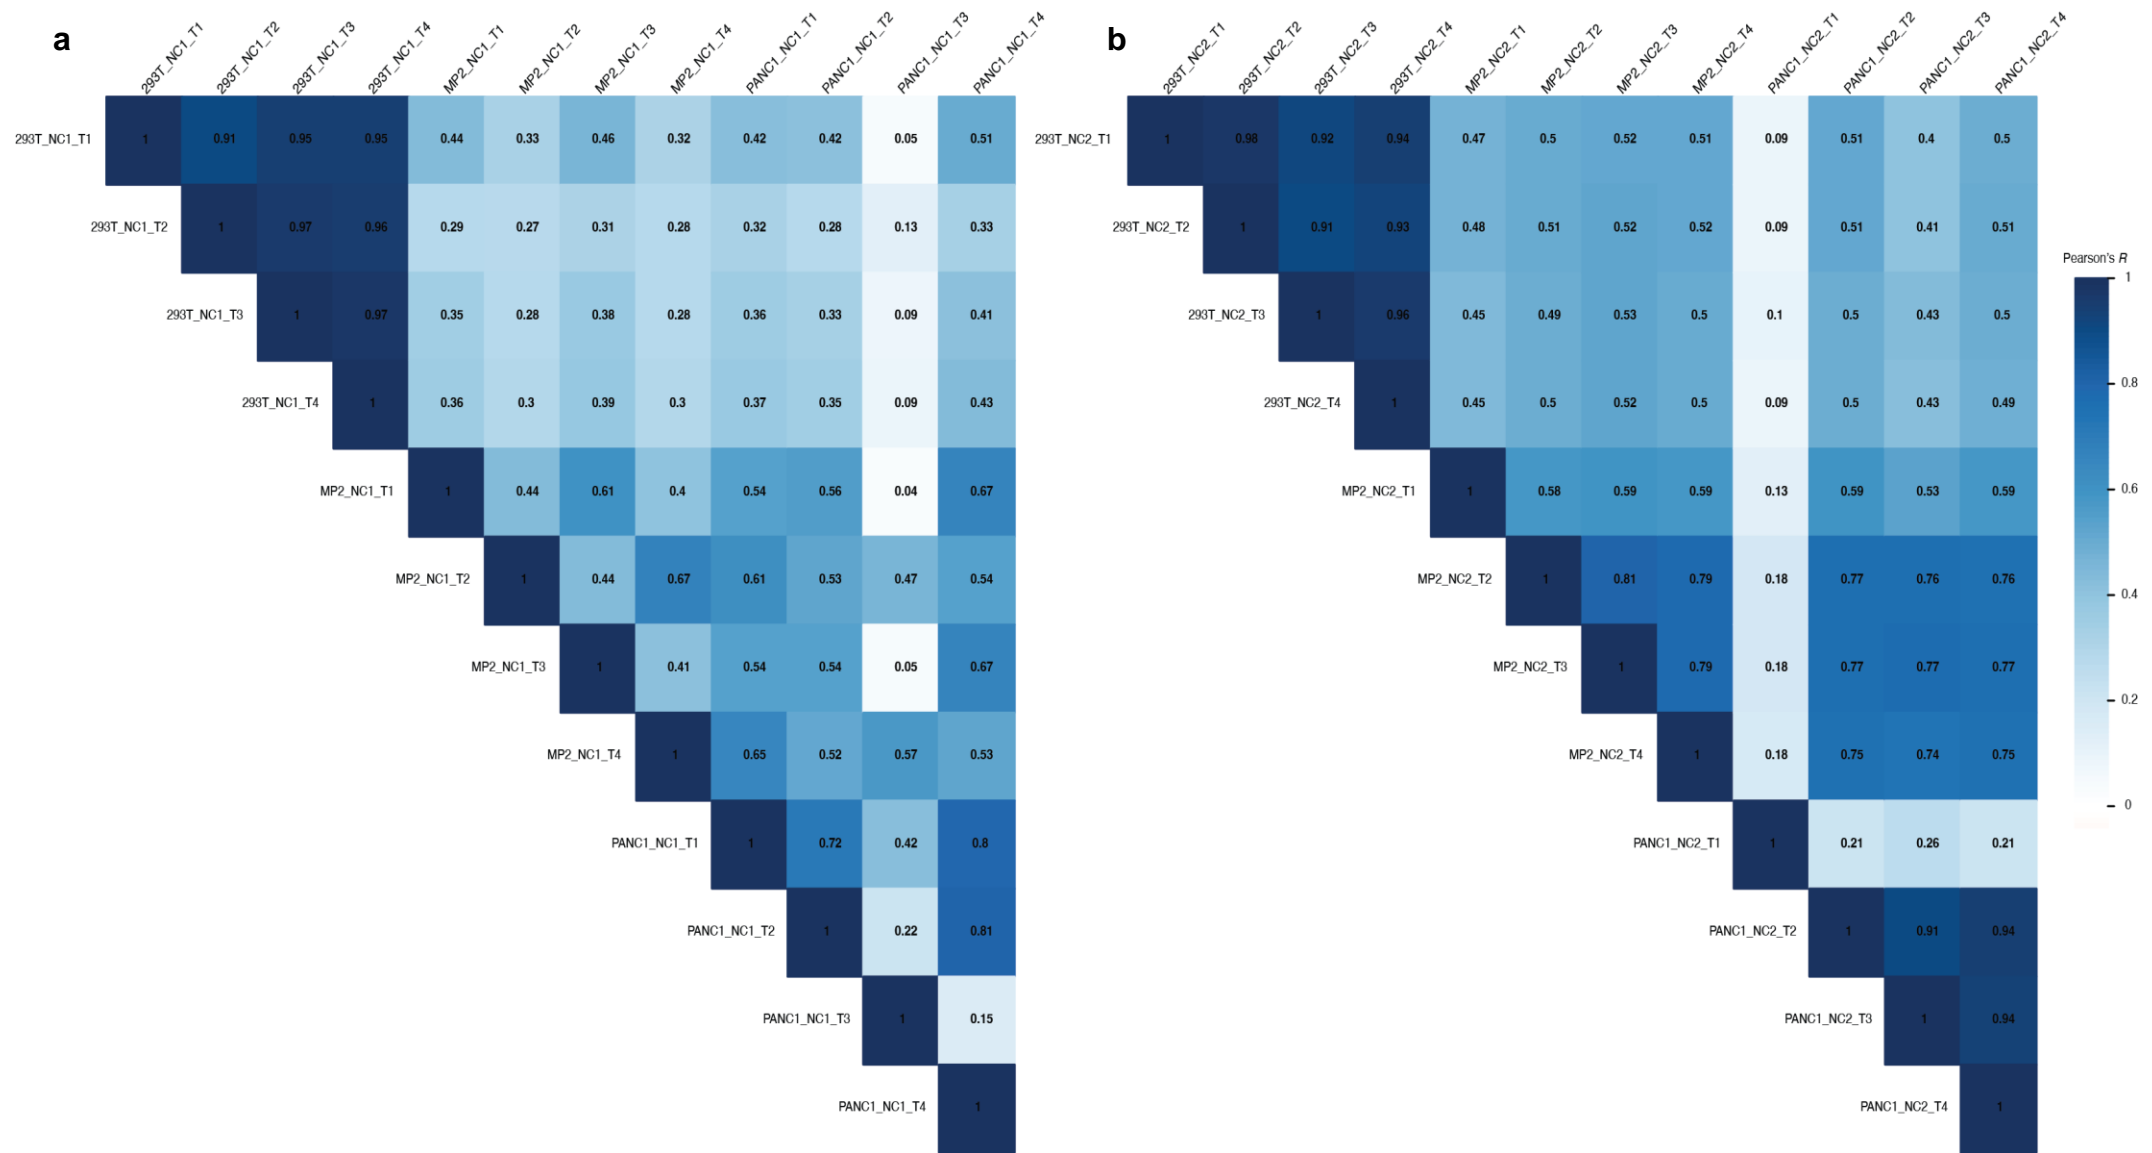 a
293T_NC1_T1 293T_NC1_T2 293T_NC1_T3 293T_NC1_T4 MP2_NC1_T1 MP2_NC1_T2 MP2_NC1_T3 MP2_NC1_T4 PANC1_NC1_T1 PANC1_NC1_T2 PANC1_NC1_T3 PANC1_NC1_T4
293T_NC1_T1 1 0.91 0.95 0.95 0.44 0.33 0.46 0.32 0.42 0.42 0.05 0.51
293T_NC1_T2 1 0.97 0.96 0.29 0.27 0.31 0.28 0.32 0.28 0.13 0.33
293T_NC1_T3 1 0.97 0.35 0.28 0.38 0.28 0.36 0.33 0.09 0.41
293T_NC1_T4 1 0.36 0.3 0.39 0.3 0.37 0.35 0.09 0.43
MP2_NC1_T1 1 0.44 0.61 0.4 0.54 0.56 0.04 0.67
MP2_NC1_T2 1 0.44 0.67 0.61 0.53 0.47 0.54
MP2_NC1_T3 1 0.41 0.54 0.54 0.05 0.67
MP2_NC1_T4 1 0.65 0.52 0.57 0.53
PANC1_NC1_T1 1 0.72 0.42 0.8
PANC1_NC1_T2 1 0.22 0.81
PANC1_NC1_T3 1 0.15
PANC1_NC1_T4 1
b
293T_NC2_T1 293T_NC2_T2 293T_NC2_T3 293T_NC2_T4 MP2_NC2_T1 MP2_NC2_T2 MP2_NC2_T3 MP2_NC2_T4 PANC1_NC2_T1 PANC1_NC2_T2 PANC1_NC2_T3 PANC1_NC2_T4
293T_NC2_T1 1 0.98 0.92 0.94 0.47 0.5 0.52 0.51 0.09 0.51 0.4 0.5
293T_NC2_T2 1 0.91 0.93 0.48 0.51 0.52 0.52 0.09 0.51 0.41 0.51
293T_NC2_T3 1 0.96 0.45 0.49 0.53 0.5 0.1 0.5 0.43 0.5
293T_NC2_T4 1 0.45 0.5 0.52 0.5 0.09 0.5 0.43 0.49
MP2_NC2_T1 1 0.58 0.59 0.59 0.13 0.59 0.53 0.59
MP2_NC2_T2 1 0.81 0.79 0.18 0.77 0.76 0.76
MP2_NC2_T3 1 0.79 0.18 0.77 0.77 0.77
MP2_NC2_T4 1 0.18 0.75 0.74 0.75
PANC1_NC2_T1 1 0.21 0.26 0.21
PANC1_NC2_T2 1 0.91 0.94
PANC1_NC2_T3 1 0.94
PANC1_NC2_T4 1
Pearson's R
1
0.8
0.6
0.4
0.2
0